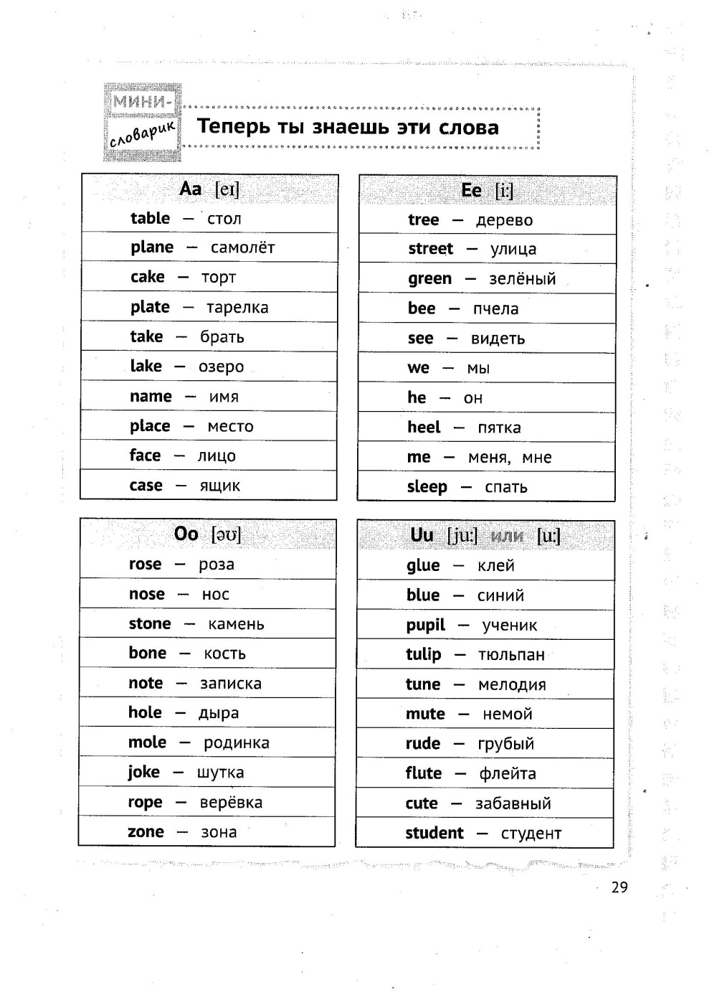 МИНИ-
словарик
Теперь ты знаешь эти слова
Aa [eɪ]
table — стол
plane — самолёт
cake — торт
plate — тарелка
take — брать
lake — озеро
name — имя
place — место
face — лицо
case — ящик
Ee [i:]
tree — дерево
street — улица
green — зелёный
bee — пчела
see — видеть
we — мы
he — он
heel — пятка
me — меня, мне
sleep — спать
Oo [əʊ]
rose — роза
nose — нос
stone — камень
bone — кость
note — записка
hole — дыра
mole — родинка
joke — шутка
rope — верёвка
zone — зона
Uu [ju:] или [u:]
glue — клей
blue — синий
pupil — ученик
tulip — тюльпан
tune — мелодия
mute — немой
rude — грубый
flute — флейта
cute — забавный
student — студент
29